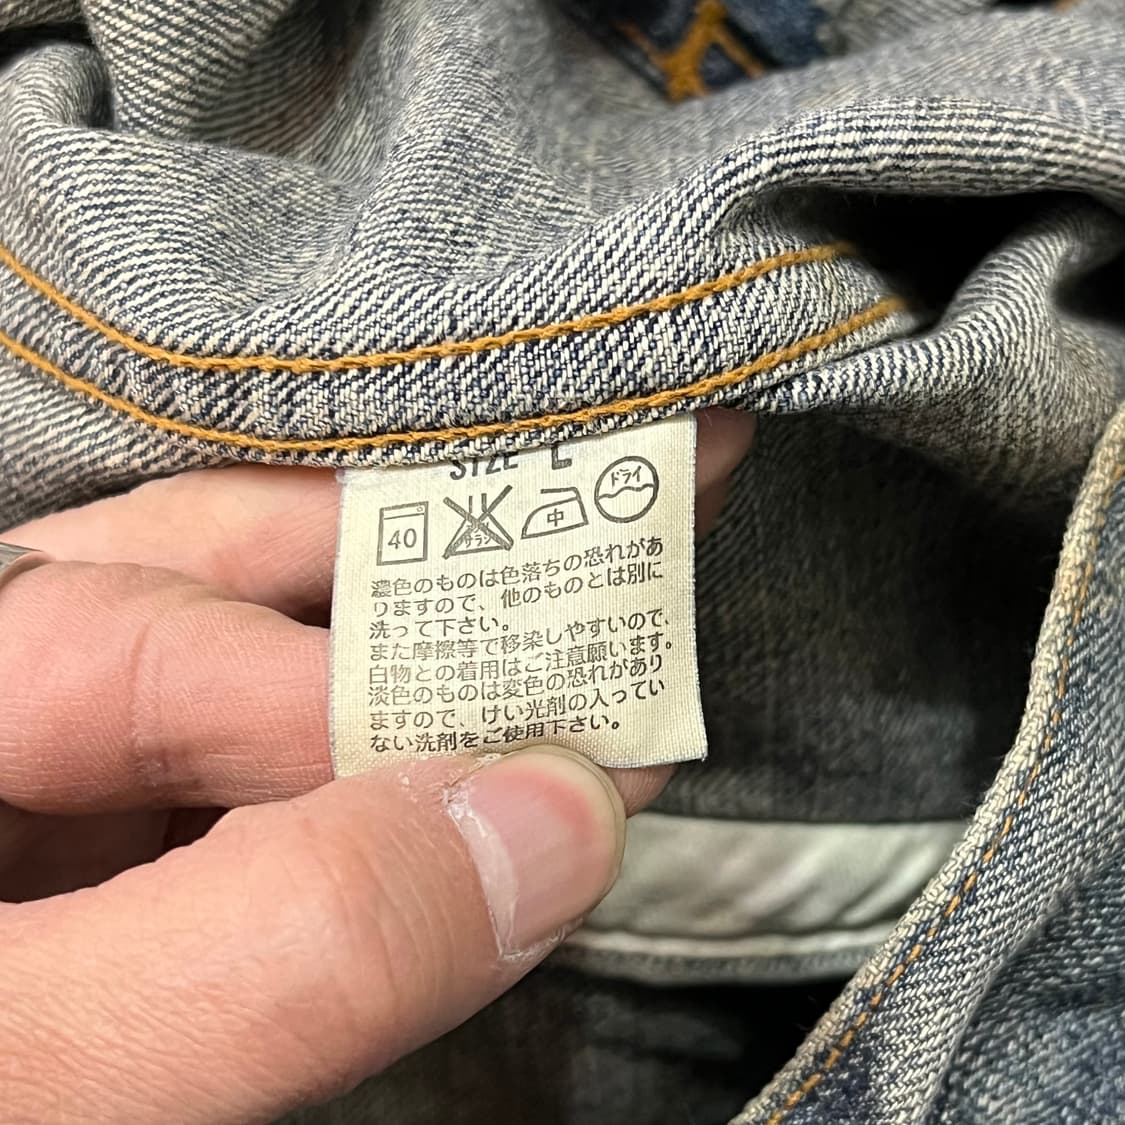 SIZE L
40 サラシ 中 ドライ
濃色のものは色落ちの恐れがあ
りますので、他のものとは別に
洗って下さい。
また摩擦等で移染しやすいので、
白物との着用はご注意願います。
淡色のものは変色の恐れがあり
ますので、けい光剤の入ってい
ない洗剤をご使用下さい。